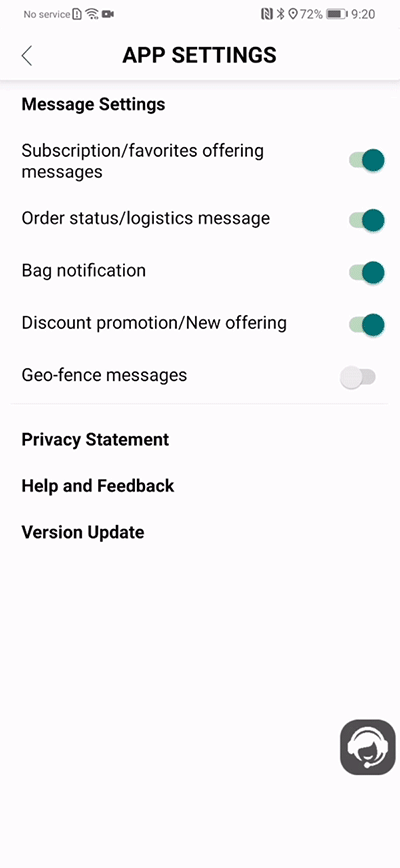 No service 72% 9:20
APP SETTINGS
Message Settings
Subscription/favorites offering
messages
Order status/logistics message
Bag notification
Discount promotion/New offering
Geo-fence messages
Privacy Statement
Help and Feedback
Version Update